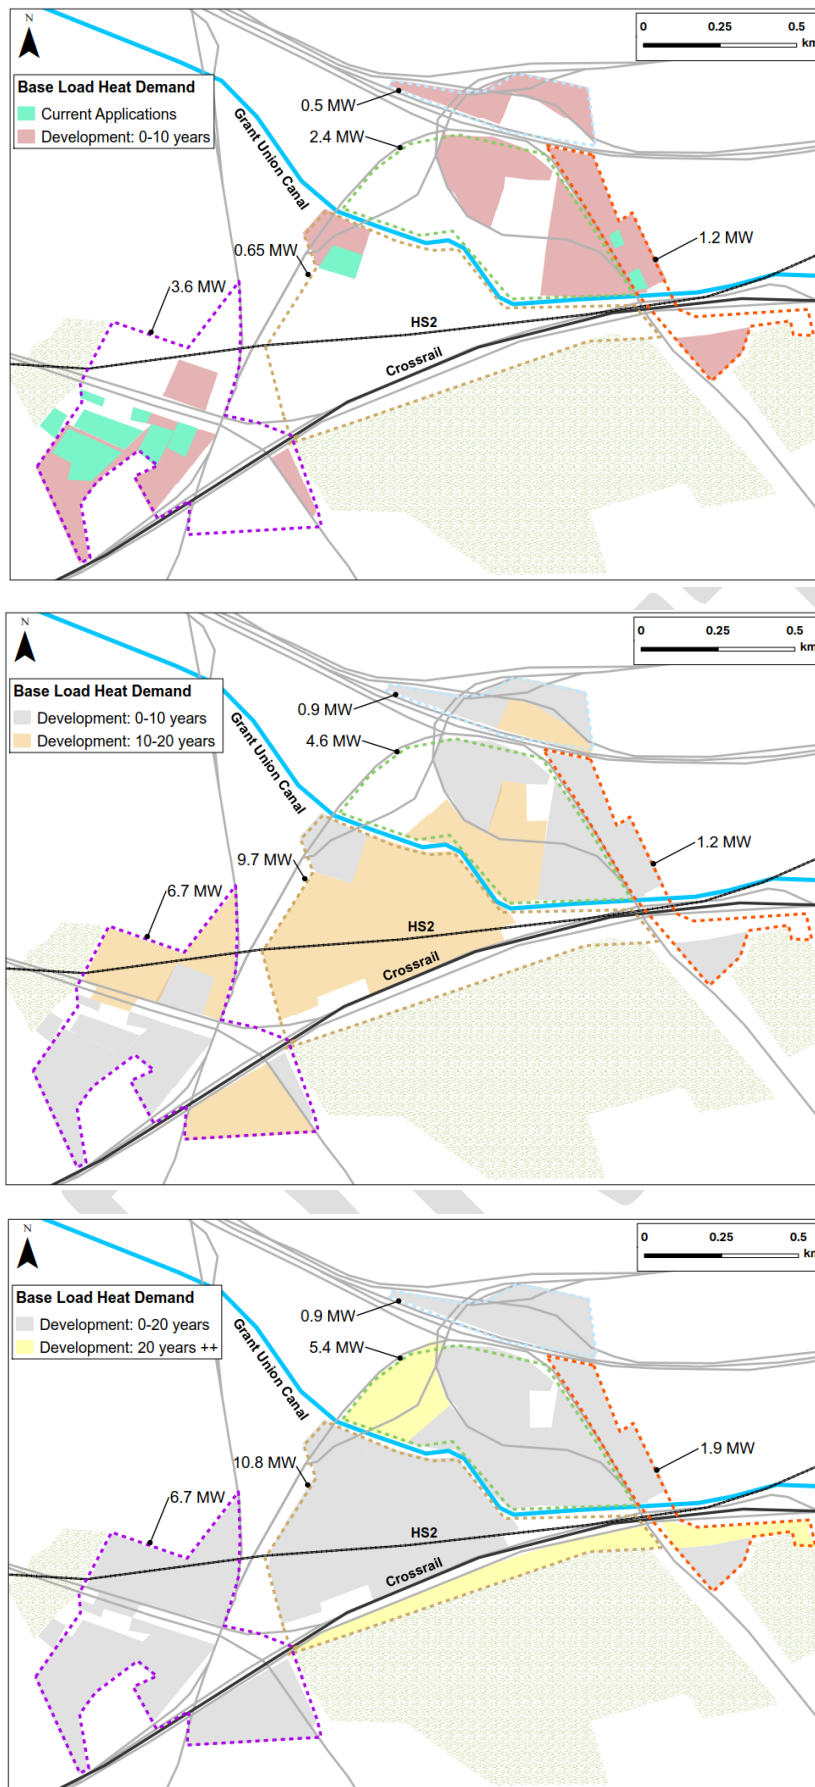 N
0 0.25 0.5
km
Base Load Heat Demand
Current Applications
Development: 0-10 years
0.5 MW
2.4 MW
Grant Union Canal
0.65 MW
1.2 MW
3.6 MW
HS2
Crossrail
N
0 0.25 0.5
km
Base Load Heat Demand
Development: 0-10 years
Development: 10-20 years
0.9 MW
4.6 MW
Grant Union Canal
9.7 MW
1.2 MW
6.7 MW
HS2
Crossrail
N
0 0.25 0.5
km
Base Load Heat Demand
Development: 0-20 years
Development: 20 years ++
0.9 MW
5.4 MW
Grant Union Canal
10.8 MW
1.9 MW
6.7 MW
HS2
Crossrail